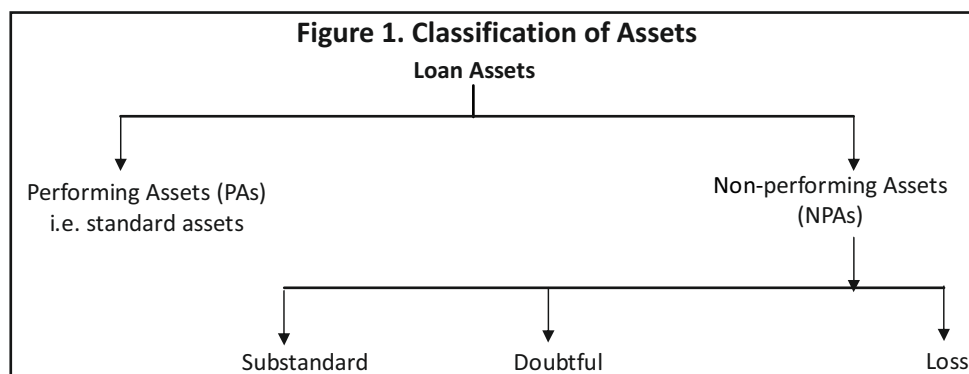 Figure 1. Classification of Assets
Loan Assets
Performing Assets (PAs)
i.e. standard assets
Non-performing Assets
(NPAs)
Substandard
Doubtful
Loss